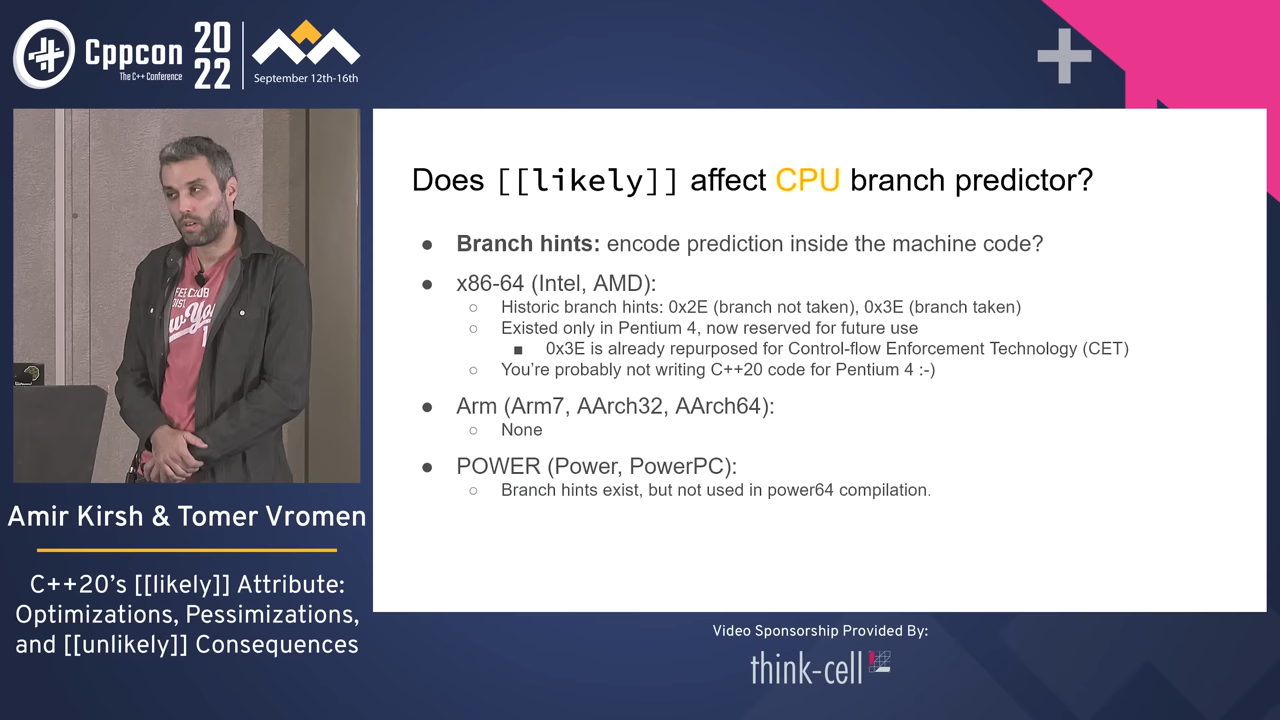 Cppcon
The C++ Conference
20
22
September 12th-16th
Does [[likely]] affect CPU branch predictor?
● Branch hints: encode prediction inside the machine code?
● x86-64 (Intel, AMD):
○ Historic branch hints: 0x2E (branch not taken), 0x3E (branch taken)
○ Existed only in Pentium 4, now reserved for future use
■ 0x3E is already repurposed for Control-flow Enforcement Technology (CET)
○ You're probably not writing C++20 code for Pentium 4 :-)
● Arm (Arm7, AArch32, AArch64):
○ None
● POWER (Power, PowerPC):
○ Branch hints exist, but not used in power64 compilation.
Amir Kirsh & Tomer Vromen
C++20's [[likely]] Attribute:
Optimizations, Pessimizations,
and [[unlikely]] Consequences
Video Sponsorship Provided By:
think-cell